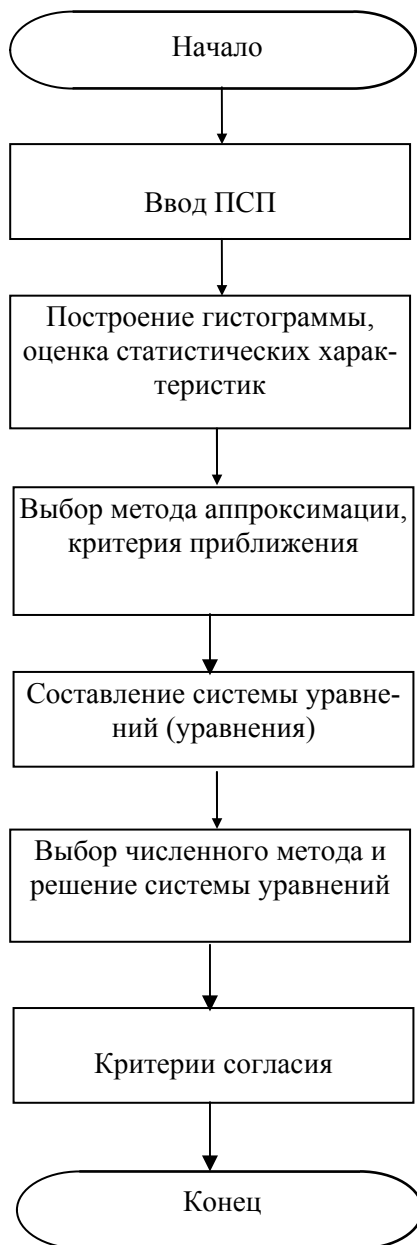 Начало
Ввод ПСП
Построение гистограммы,
оценка статистических харак-
теристик
Выбор метода аппроксимации,
критерия приближения
Составление системы уравне-
ний (уравнения)
Выбор численного метода и
решение системы уравнений
Критерии согласия
Конец